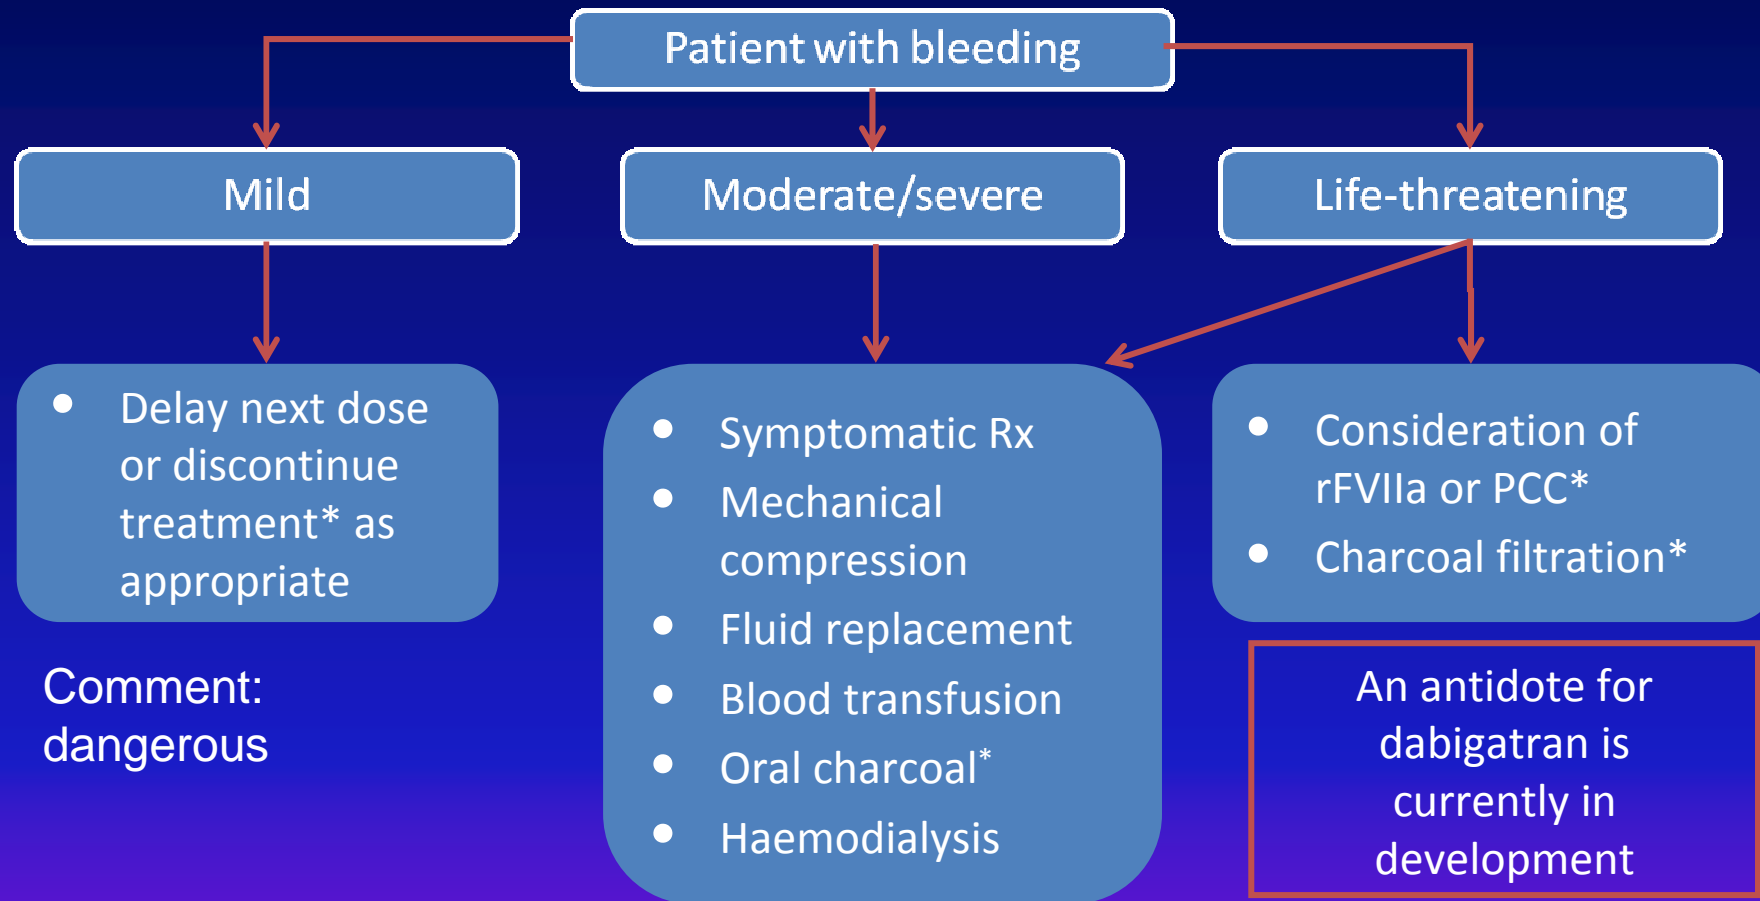 Patient with bleeding
Mild
Moderate/severe
Life-threatening
• Delay next dose
or discontinue
treatment* as
appropriate
Comment:
dangerous
• Symptomatic Rx
• Mechanical
compression
• Fluid replacement
• Blood transfusion
• Oral charcoal*
• Haemodialysis
• Consideration of
rFVIIa or PCC*
• Charcoal filtration*
An antidote for
dabigatran is
currently in
development